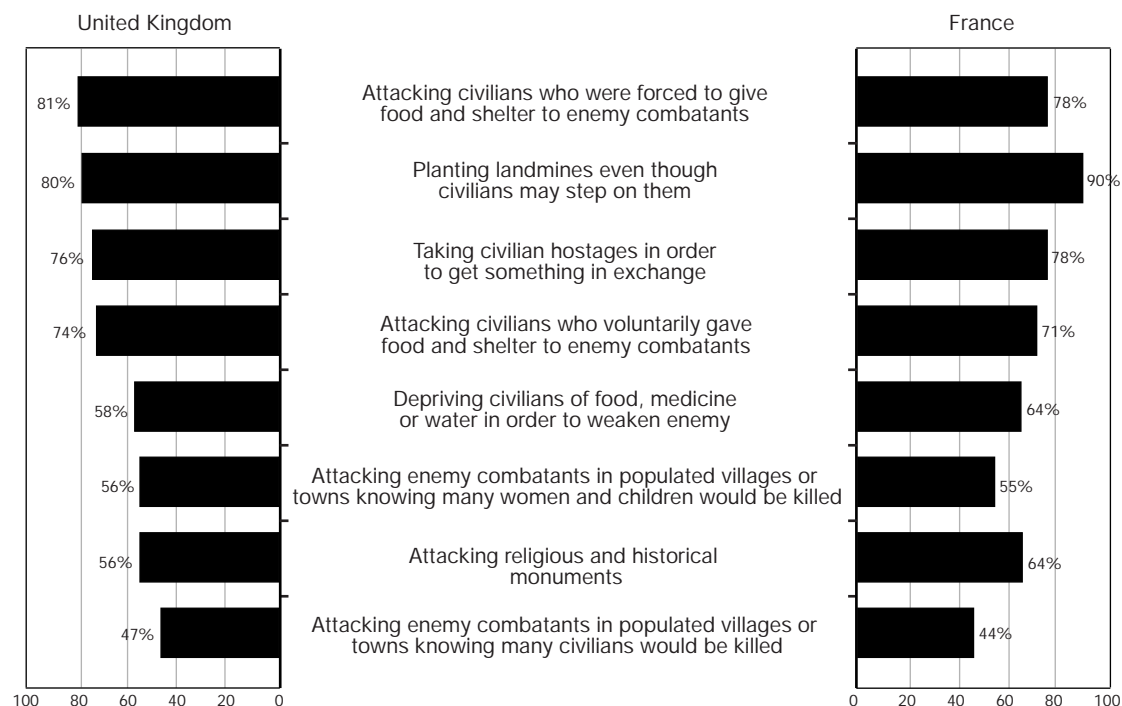 United Kingdom
France
81%
Attacking civilians who were forced to give
food and shelter to enemy combatants
78%
80%
Planting landmines even though
civilians may step on them
90%
76%
Taking civilian hostages in order
to get something in exchange
78%
74%
Attacking civilians who voluntarily gave
food and shelter to enemy combatants
71%
58%
Depriving civilians of food, medicine
or water in order to weaken enemy
64%
56%
Attacking enemy combatants in populated villages or
towns knowing many women and children would be killed
55%
56%
Attacking religious and historical
monuments
64%
47%
Attacking enemy combatants in populated villages or
towns knowing many civilians would be killed
44%
100 80 60 40 20 0
0 20 40 60 80 100